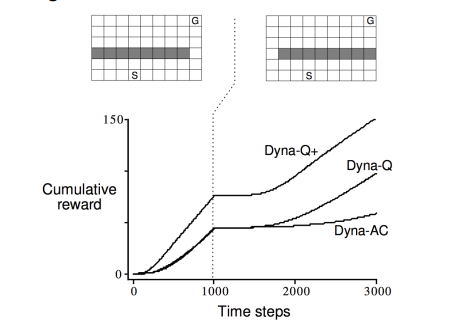 G
G
S
S
150
Dyna-Q+
Dyna-Q
Cumulative
reward
Dyna-AC
0
0
1000
2000
3000
Time steps